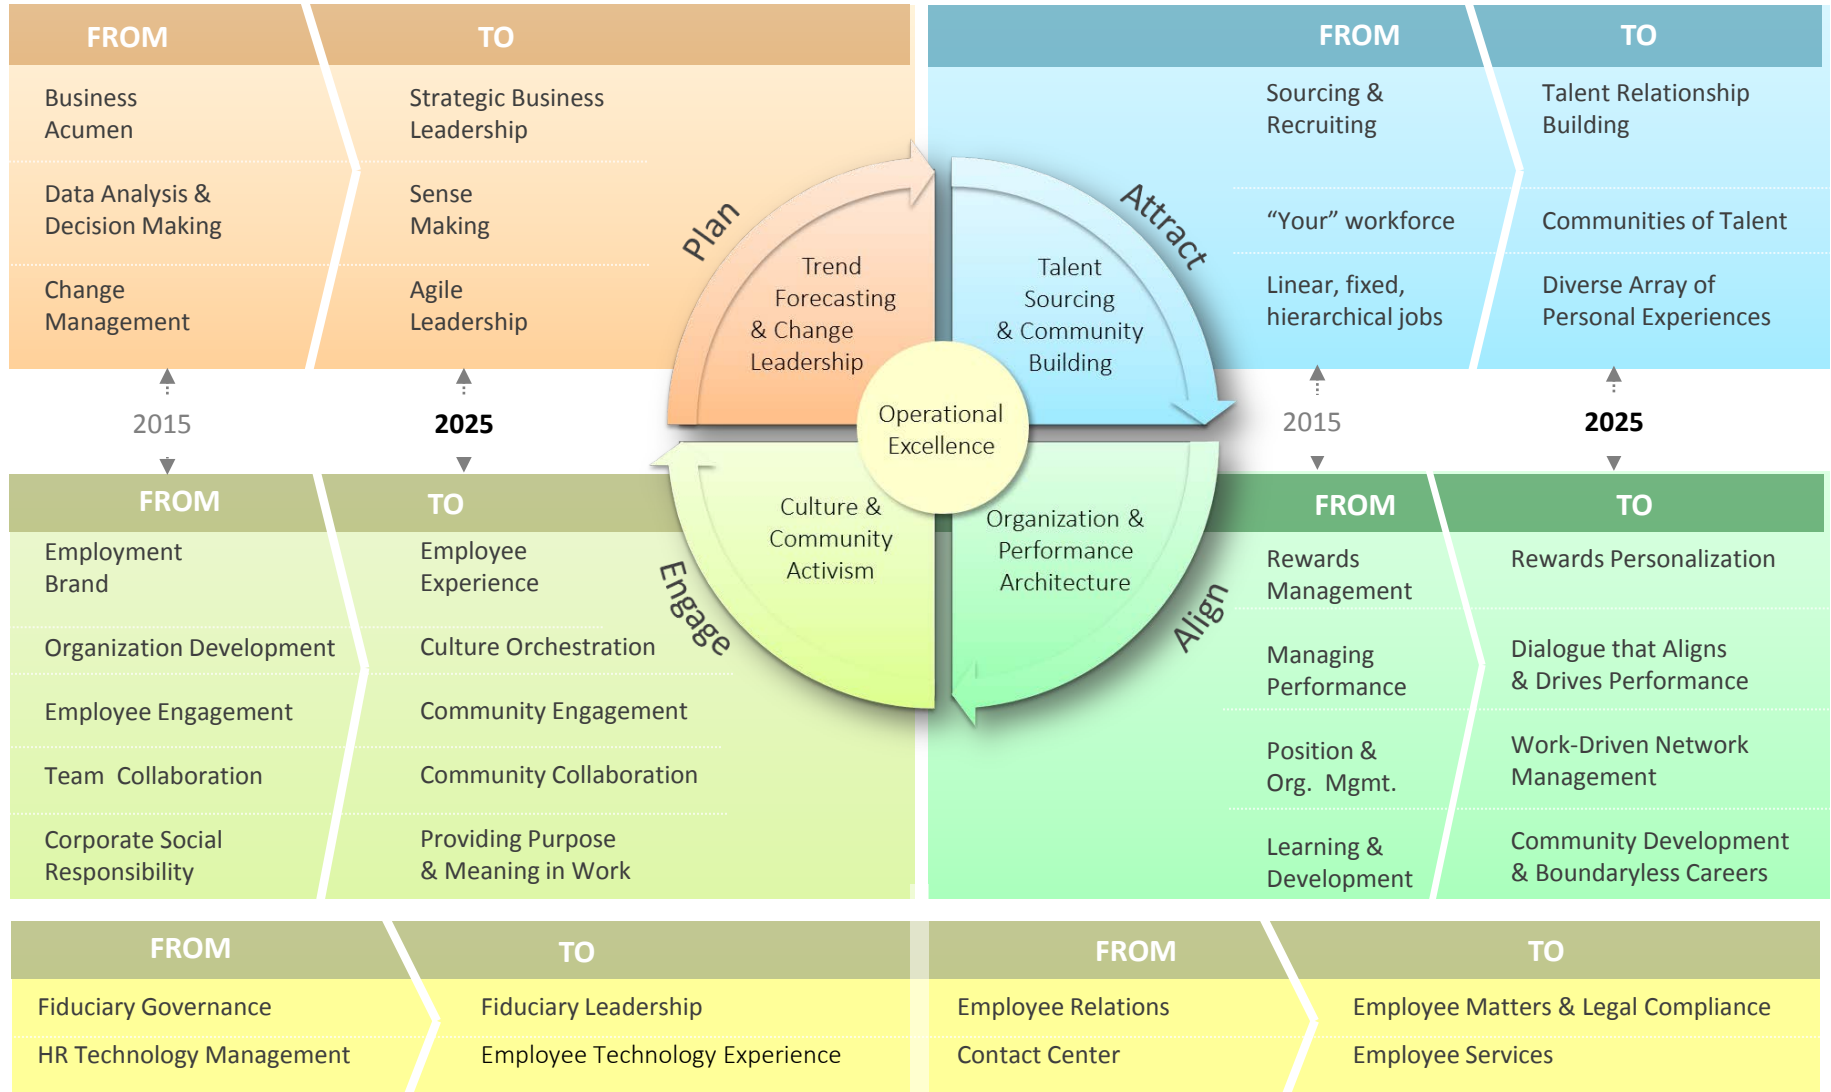 FROM
TO
Business
Acumen
Strategic Business
Leadership
Data Analysis &
Decision Making
Sense
Making
Change
Management
Agile
Leadership
FROM
TO
Sourcing &
Recruiting
Talent Relationship
Building
“Your” workforce
Communities of Talent
Linear, fixed,
hierarchical jobs
Diverse Array of
Personal Experiences
Plan
Trend
Forecasting
& Change
Leadership
Attract
Talent
Sourcing
& Community
Building
Operational
Excellence
Engage
Culture &
Community
Activism
Align
Organization &
Performance
Architecture
2015
2025
2015
2025
FROM
TO
Employment
Brand
Employee
Experience
Organization Development
Culture Orchestration
Employee Engagement
Community Engagement
Team  Collaboration
Community Collaboration
Corporate Social
Responsibility
Providing Purpose
& Meaning in Work
FROM
TO
Rewards
Management
Rewards Personalization
Managing
Performance
Dialogue that Aligns
& Drives Performance
Position &
Org.  Mgmt.
Work-Driven Network
Management
Learning &
Development
Community Development
& Boundaryless Careers
FROM
TO
Fiduciary Governance
Fiduciary Leadership
HR Technology Management
Employee Technology Experience
FROM
TO
Employee Relations
Employee Matters & Legal Compliance
Contact Center
Employee Services